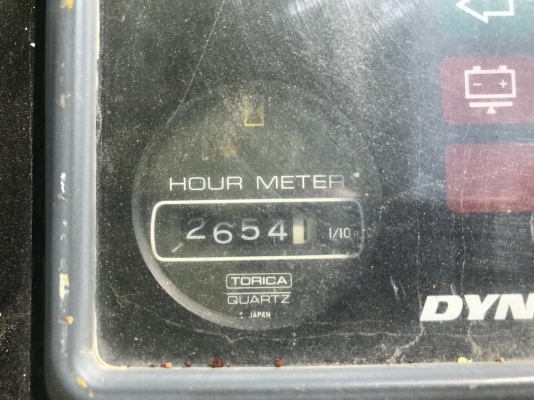 HOUR METER
2654 1/10
TORICA
QUARTZ
JAPAN
DYN